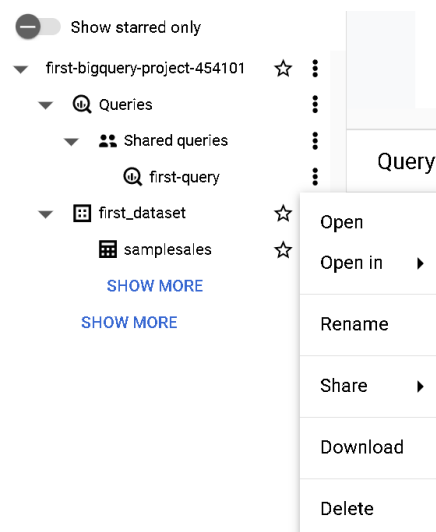 Show starred only
first-bigquery-project-454101
Queries
Shared queries
first-query
first_dataset
samplesales
SHOW MORE
SHOW MORE
Query
Open
Open in
Rename
Share
Download
Delete